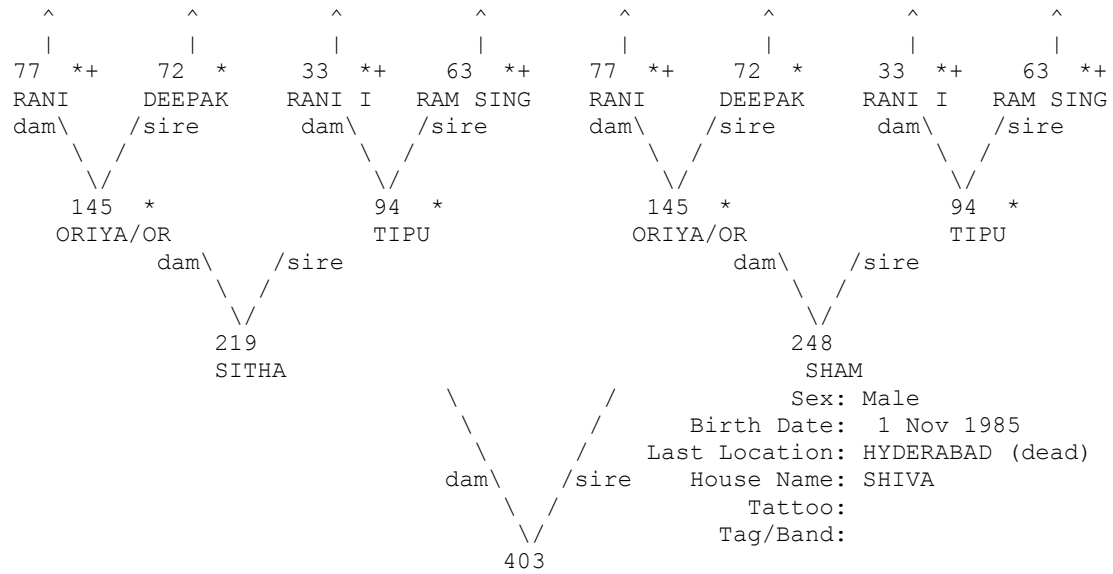 ^ ^ ^ ^ ^ ^ ^ ^
| | | | | | | |
77 *+ 72 * 33 *+ 63 *+ 77 *+ 72 * 33 *+ 63 *+
RANI DEEPAK RANI I RAM SING RANI DEEPAK RANI I RAM SING
dam\ /sire dam\ /sire dam\ /sire dam\ /sire
\ / \ / \ / \ /
\/ \/ \/ \/
145 * 94 * 145 * 94 *
ORIYA/OR TIPU ORIYA/OR TIPU
dam\ /sire dam\ /sire
\ / \ /
\/ \/
219 248
SITHA SHAM
\ / Sex: Male
\ / Birth Date: 1 Nov 1985
\ / Last Location: HYDERABAD (dead)
dam\ /sire House Name: SHIVA
\ / Tattoo:
\/ Tag/Band:
403